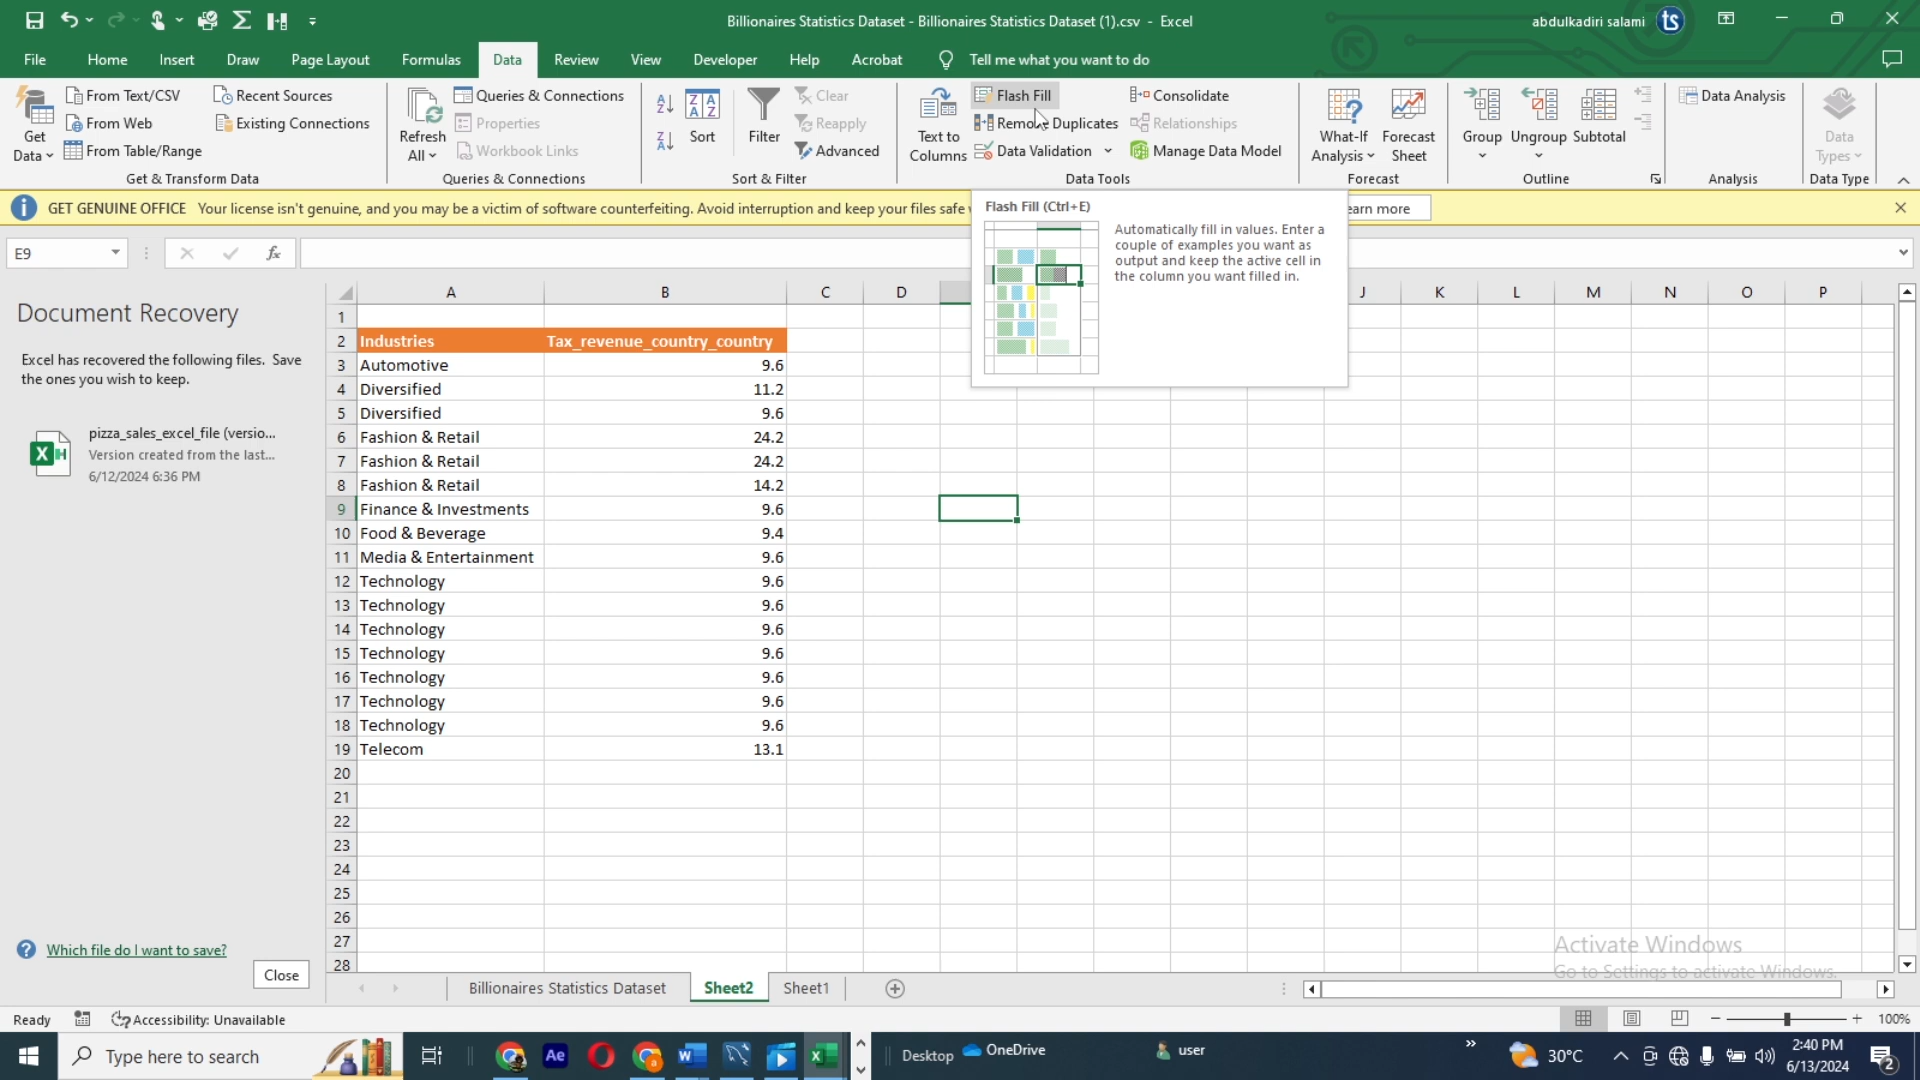 Billionaires Statistics Dataset - Billionaires Statistics Dataset (1).csv - Excel
abdulkadiri salami
ts
File Home Insert Draw Page Layout Formulas Data Review View Developer Help Acrobat Tell me what you want to do
Get Data
From Text/CSV
From Web
From Table/Range
Recent Sources
Existing Connections
Get & Transform Data
Refresh All
Queries & Connections
Properties
Workbook Links
Queries & Connections
Sort
Filter
Clear
Reapply
Advanced
Sort & Filter
Text to Columns
Flash Fill
Remove Duplicates
Data Validation
Consolidate
Relationships
Manage Data Model
Data Tools
What-If Analysis
Forecast Sheet
Forecast
Group
Ungroup
Subtotal
Outline
Data Analysis
Analysis
Data Types
Data Type
GET GENUINE OFFICE Your license isn't genuine, and you may be a victim of software counterfeiting. Avoid interruption and keep your files safe
earn more
Flash Fill (Ctrl+E)
Automatically fill in values. Enter a
couple of examples you want as
output and keep the active cell in
the column you want filled in.
E9
fx
Document Recovery
Excel has recovered the following files. Save
the ones you wish to keep.
pizza_sales_excel_file (versio...
Version created from the last...
6/12/2024 6:36 PM
Which file do I want to save?
Close
A B C D J K L M N O P
1
2 Industries Tax_revenue_country_country
3 Automotive 9.6
4 Diversified 11.2
5 Diversified 9.6
6 Fashion & Retail 24.2
7 Fashion & Retail 24.2
8 Fashion & Retail 14.2
9 Finance & Investments 9.6
10 Food & Beverage 9.4
11 Media & Entertainment 9.6
12 Technology 9.6
13 Technology 9.6
14 Technology 9.6
15 Technology 9.6
16 Technology 9.6
17 Technology 9.6
18 Technology 9.6
19 Telecom 13.1
20
21
22
23
24
25
26
27
28
Activate Windows
Go to Settings to activate Windows.
Billionaires Statistics Dataset Sheet2 Sheet1
Ready Accessibility: Unavailable 100%
Type here to search
Desktop OneDrive user
30°C
2:40 PM
6/13/2024
2